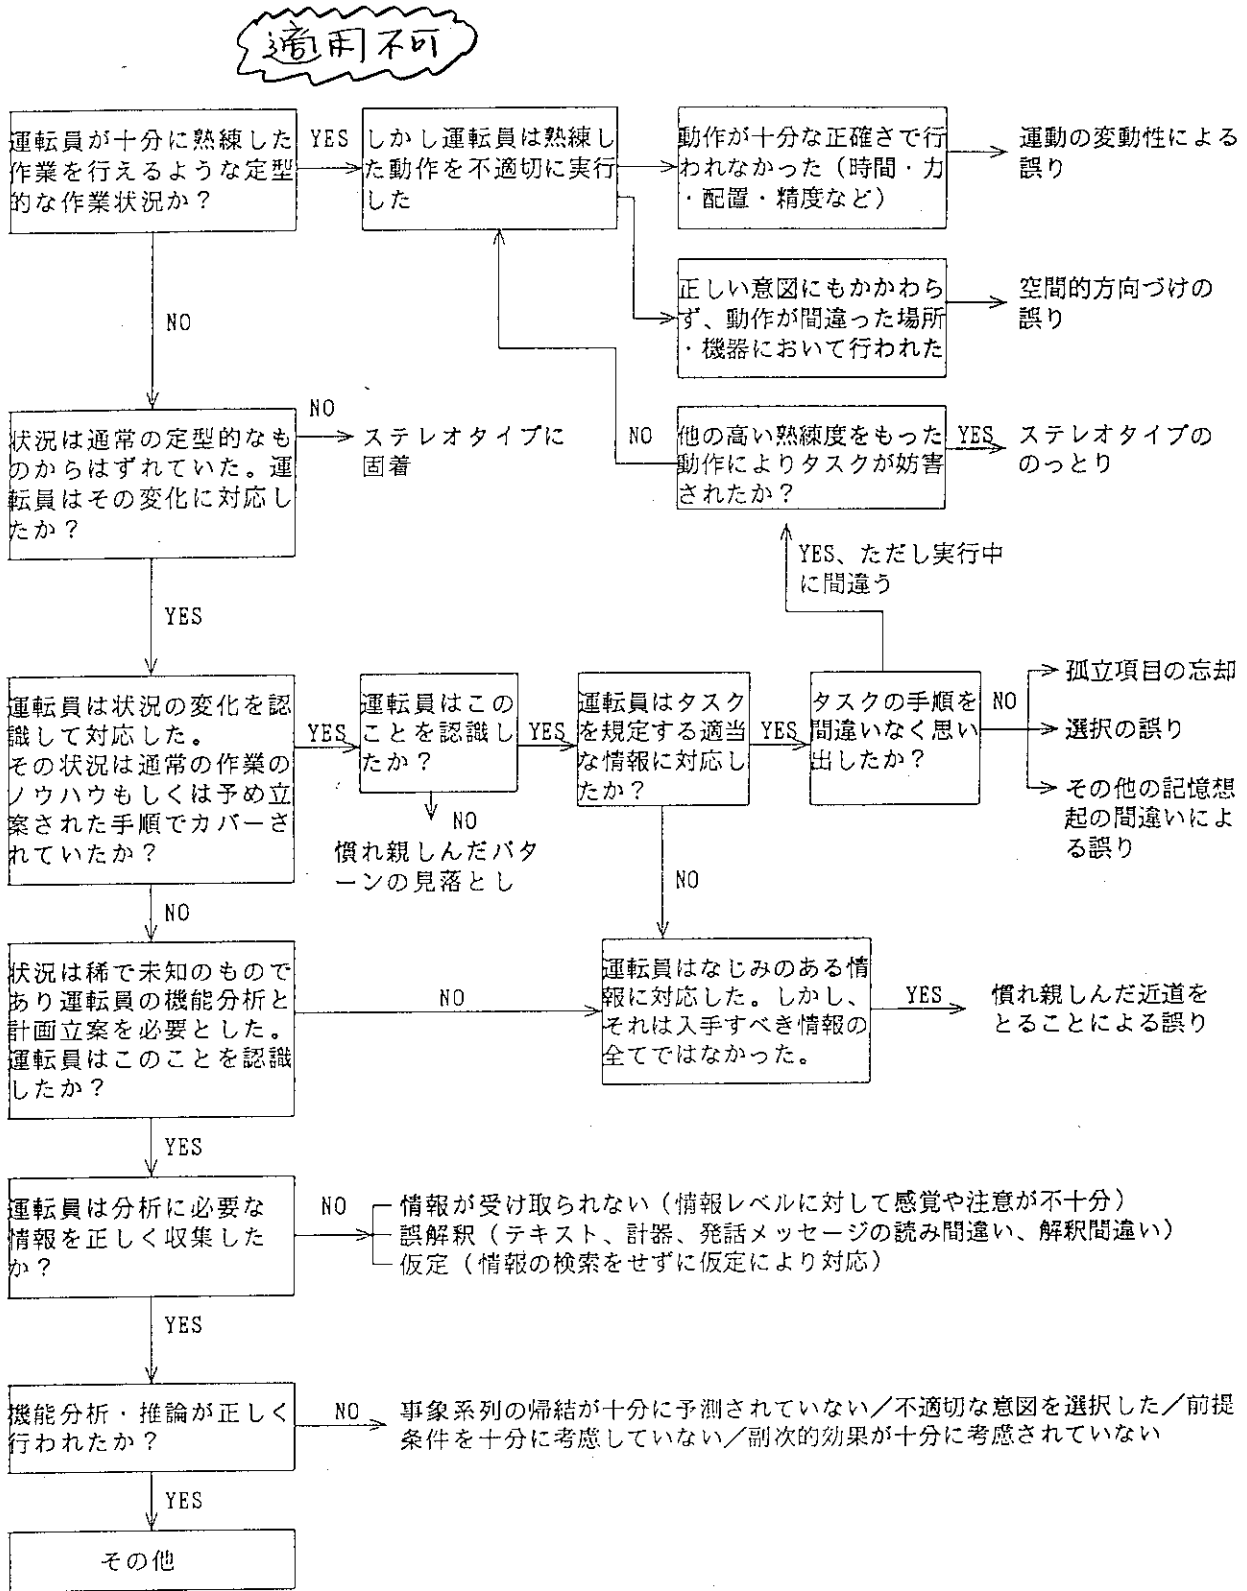 適用不可
運転員が十分に熟練した
作業を行えるような定型
的な作業状況か?
YES
しかし運転員は熟練し
た動作を不適切に実行
した
動作が十分な正確さで行
われなかった(時間・力
・配置・精度など)
運動の変動性による
誤り
正しい意図にもかかわら
ず、動作が間違った場所
・機器において行われた
空間的方向づけの
誤り
NO
状況は通常の定型的なも
のからはずれていた。運
転員はその変化に対応し
たか?
NO
ステレオタイプに
固着
NO
他の高い熟練度をもった
動作によりタスクが妨害
されたか?
YES
ステレオタイプの
のっとり
YES、ただし実行中
に間違う
YES
運転員は状況の変化を認
識して対応した。
その状況は通常の作業の
ノウハウもしくは予め立
案された手順でカバーさ
れていたか?
YES
運転員はこの
ことを認識し
たか?
YES
運転員はタスク
を規定する適当
な情報に対応し
たか?
YES
タスクの手順を
間違いなく思い
出したか?
NO
孤立項目の忘却
選択の誤り
その他の記憶想
起の間違いによ
る誤り
NO
慣れ親しんだパタ
ーンの見落とし
NO
NO
状況は稀で未知のもので
あり運転員の機能分析と
計画立案を必要とした。
運転員はこのことを認識
したか?
NO
運転員はなじみのある情
報に対応した。しかし、
それは入手すべき情報の
全てではなかった。
YES
慣れ親しんだ近道を
とることによる誤り
YES
運転員は分析に必要な
情報を正しく収集した
か?
NO
情報が受け取られない(情報レベルに対して感覚や注意が不十分)
誤解釈(テキスト、計器、発話メッセージの読み間違い、解釈間違い)
仮定(情報の検索をせずに仮定により対応)
YES
機能分析・推論が正しく
行われたか?
NO
事象系列の帰結が十分に予測されていない/不適切な意図を選択した/前提
条件を十分に考慮していない/副次的効果が十分に考慮されていない
YES
その他